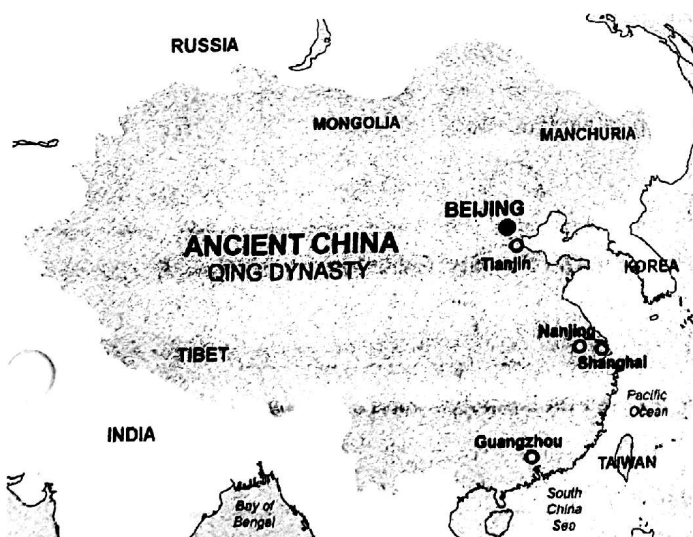 RUSSIA
MONGOLIA
MANCHURIA
BEIJING
ANCIENT CHINA
QING DYNASTY
Tianjin
KOREA
TIBET
Nanjing
Shanghai
Pacific
Ocean
INDIA
Guangzhou
TAIWAN
Bay of
Bengal
South
China
Sea